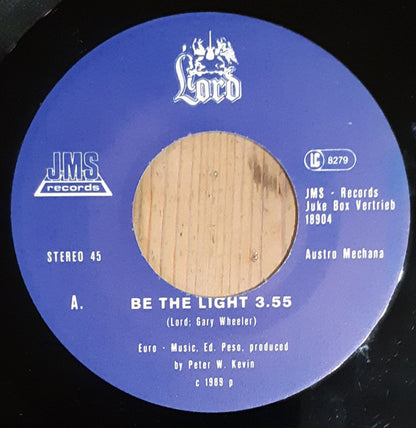 Lord
JMS
records
LC 8279
JMS - Records
Juke Box Vertrieb
18904
STEREO 45
Austro Mechana
A.
BE THE LIGHT 3.55
(Lord; Gary Wheeler)
Euro - Music, Ed. Peso, produced
by Peter W. Kevin
c 1989 p